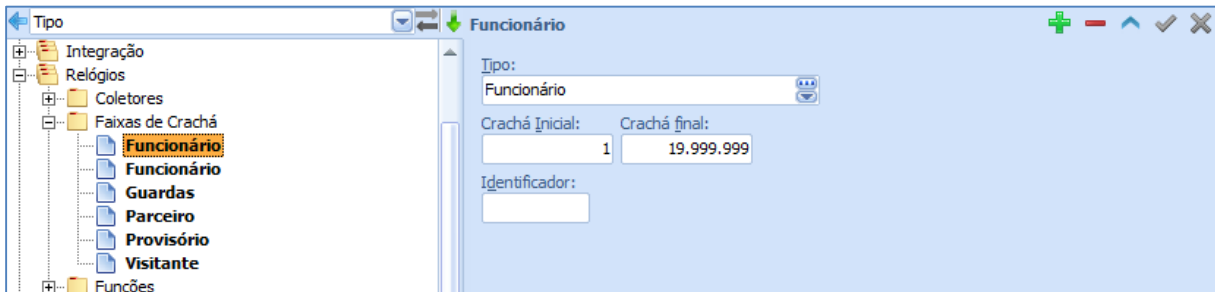 Tipo
Integração
Relógios
Coletores
Faixas de Crachá
Funcionário
Funcionário
Guardas
Parceiro
Provisório
Visitante
Funções
Funcionário
Tipo:
Funcionário
Crachá Inicial: Crachá final:
1 19.999.999
Identificador: